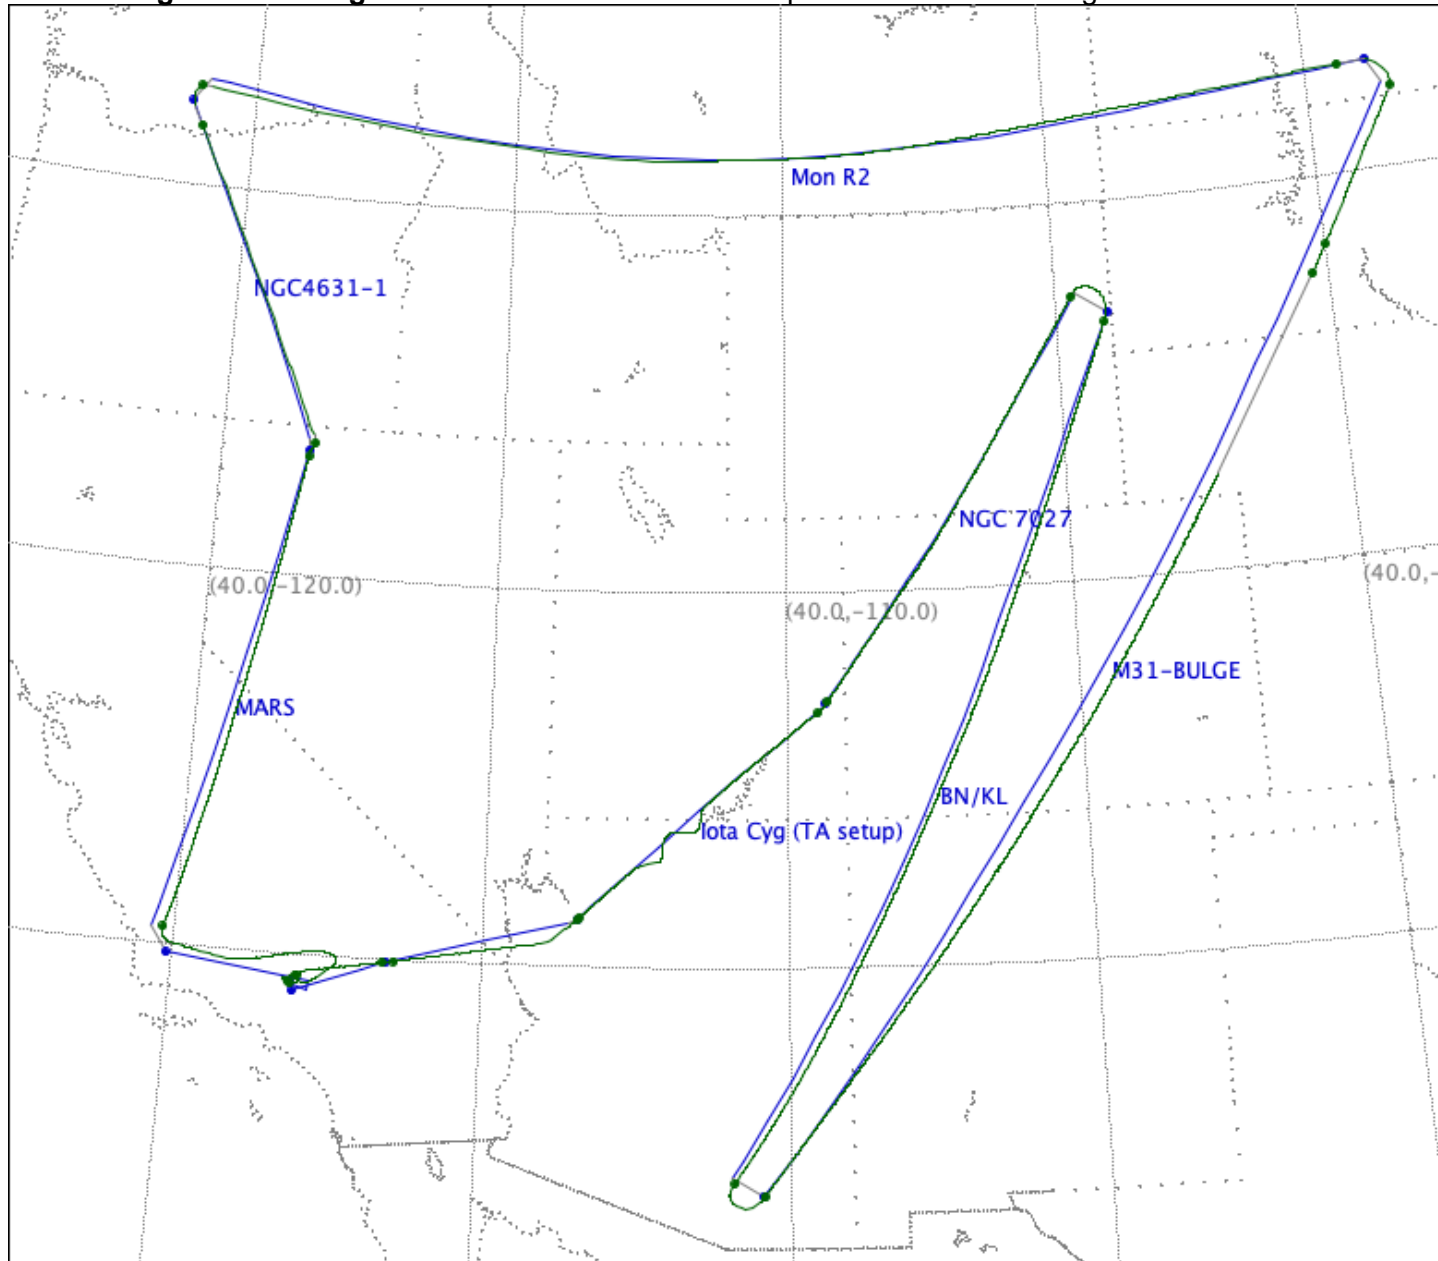 Mon R2
NGC4631-1
NGC 7027
(40.0,-120.0)
(40.0,-110.0)
(40.0,-
M31-BULGE
MARS
BN/KL
Iota Cyg (TA setup)